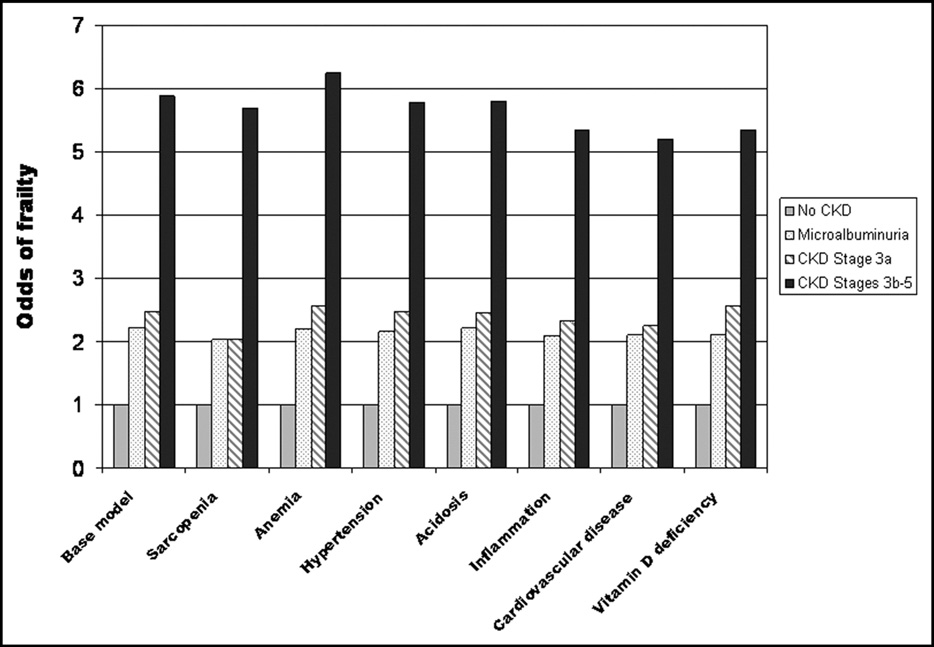 7
6
5
4
3
2
1
0
Odds of frailty
Base model
Sarcopenia
Anemia
Hypertension
Acidosis
Inflammation
Cardiovascular disease
Vitamin D deficiency
No CKD
Microalbuminuria
CKD Stage 3a
CKD Stages 3b-5